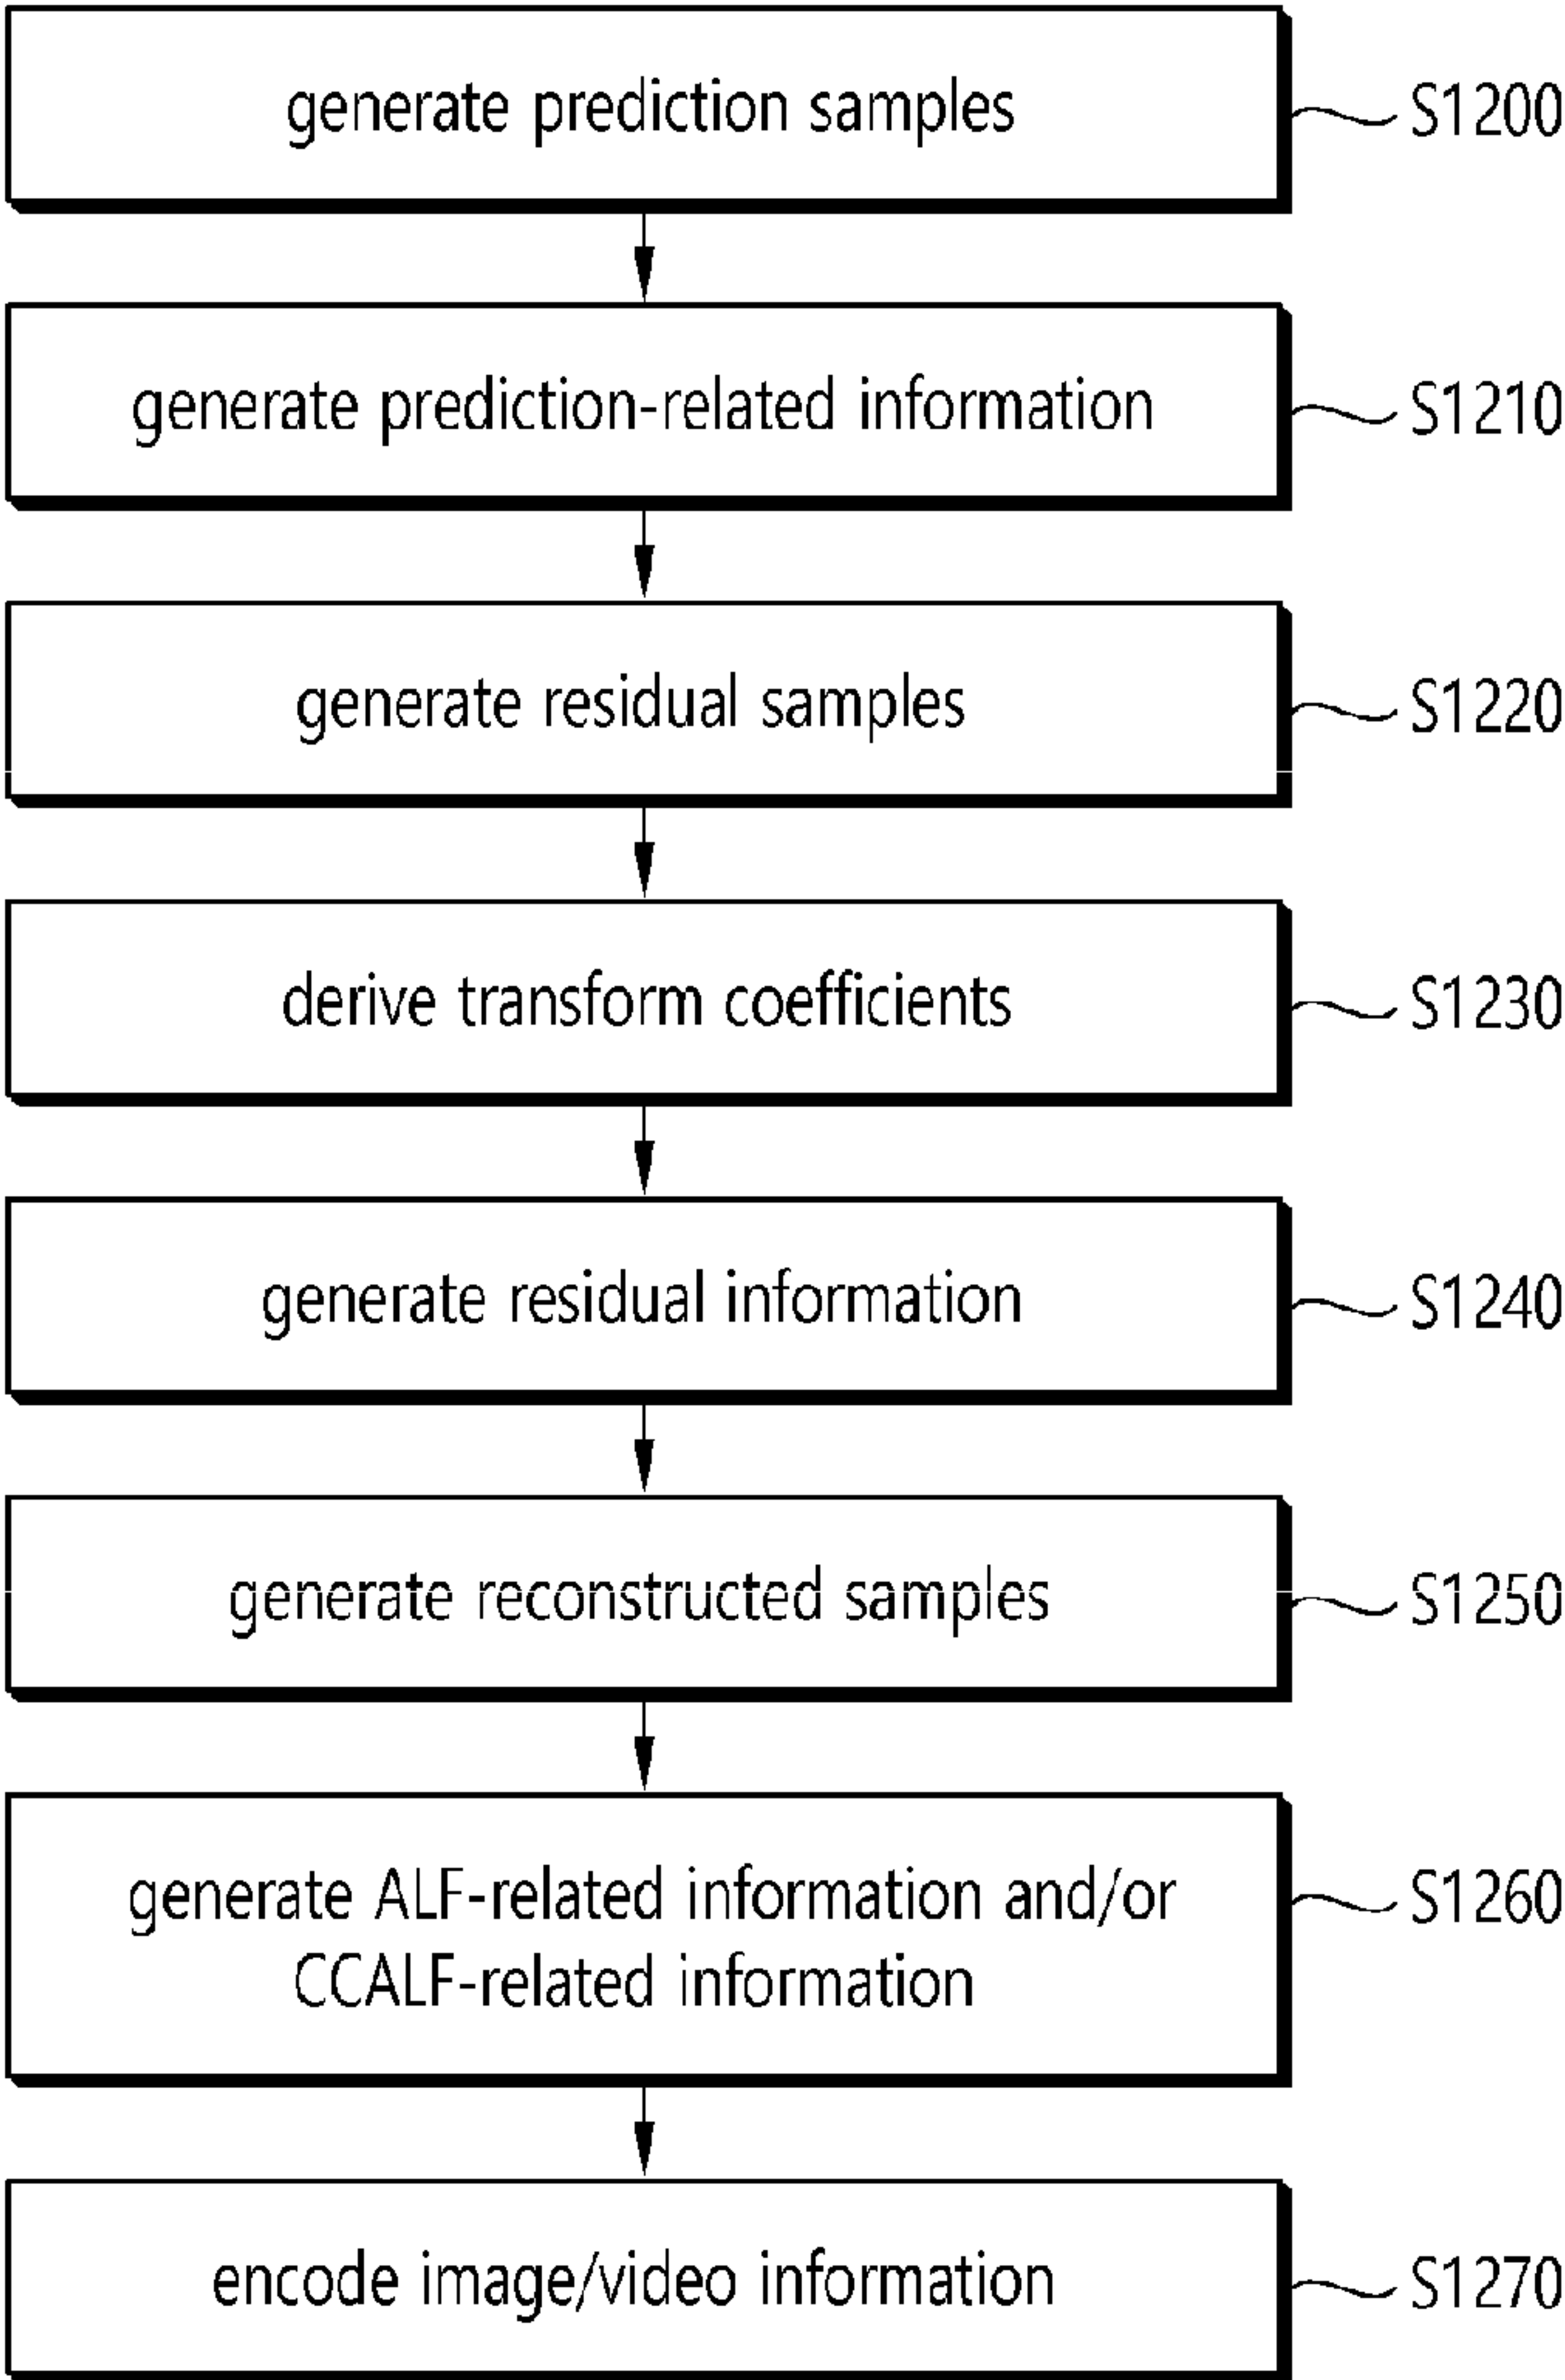 generate prediction samples
S1200
generate prediction-related information
S1210
generate residual samples
S1220
derive transform coefficients
S1230
generate residual information
S1240
generate reconstructed samples
S1250
generate ALF-related information and/or
CCALF-related information
S1260
encode image/video information
S1270